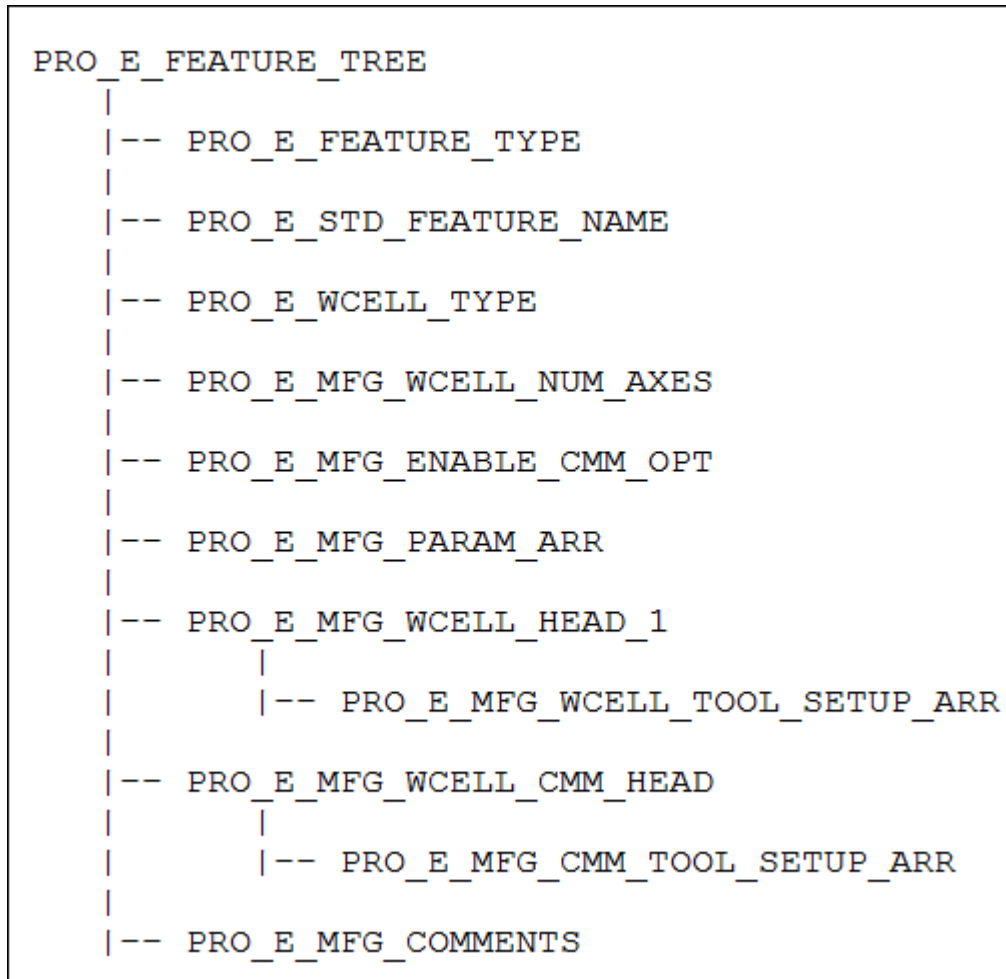 PRO_E_FEATURE_TREE
|
|-- PRO_E_FEATURE_TYPE
|
|-- PRO_E_STD_FEATURE_NAME
|
|-- PRO_E_WCELL_TYPE
|
|-- PRO_E_MFG_WCELL_NUM_AXES
|
|-- PRO_E_MFG_ENABLE_CMM_OPT
|
|-- PRO_E_MFG_PARAM_ARR
|
|-- PRO_E_MFG_WCELL_HEAD_1
| |
| |-- PRO_E_MFG_WCELL_TOOL_SETUP_ARR
|
|-- PRO_E_MFG_WCELL_CMM_HEAD
| |
| |-- PRO_E_MFG_CMM_TOOL_SETUP_ARR
|
|-- PRO_E_MFG_COMMENTS